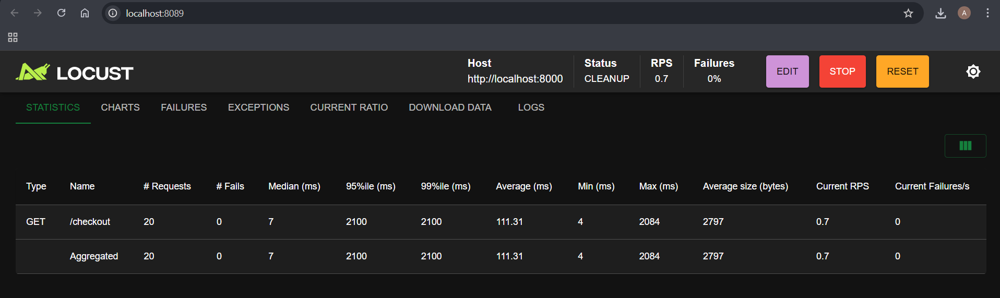 localhost:8089
A
LOCUST
Host
http://localhost:8000
Status
CLEANUP
RPS
0.7
Failures
0%
EDIT
STOP
RESET
STATISTICS CHARTS FAILURES EXCEPTIONS CURRENT RATIO DOWNLOAD DATA LOGS
Type Name # Requests # Fails Median (ms) 95%ile (ms) 99%ile (ms) Average (ms) Min (ms) Max (ms) Average size (bytes) Current RPS Current Failures/s
GET /checkout 20 0 7 2100 2100 111.31 4 2084 2797 0.7 0
Aggregated 20 0 7 2100 2100 111.31 4 2084 2797 0.7 0